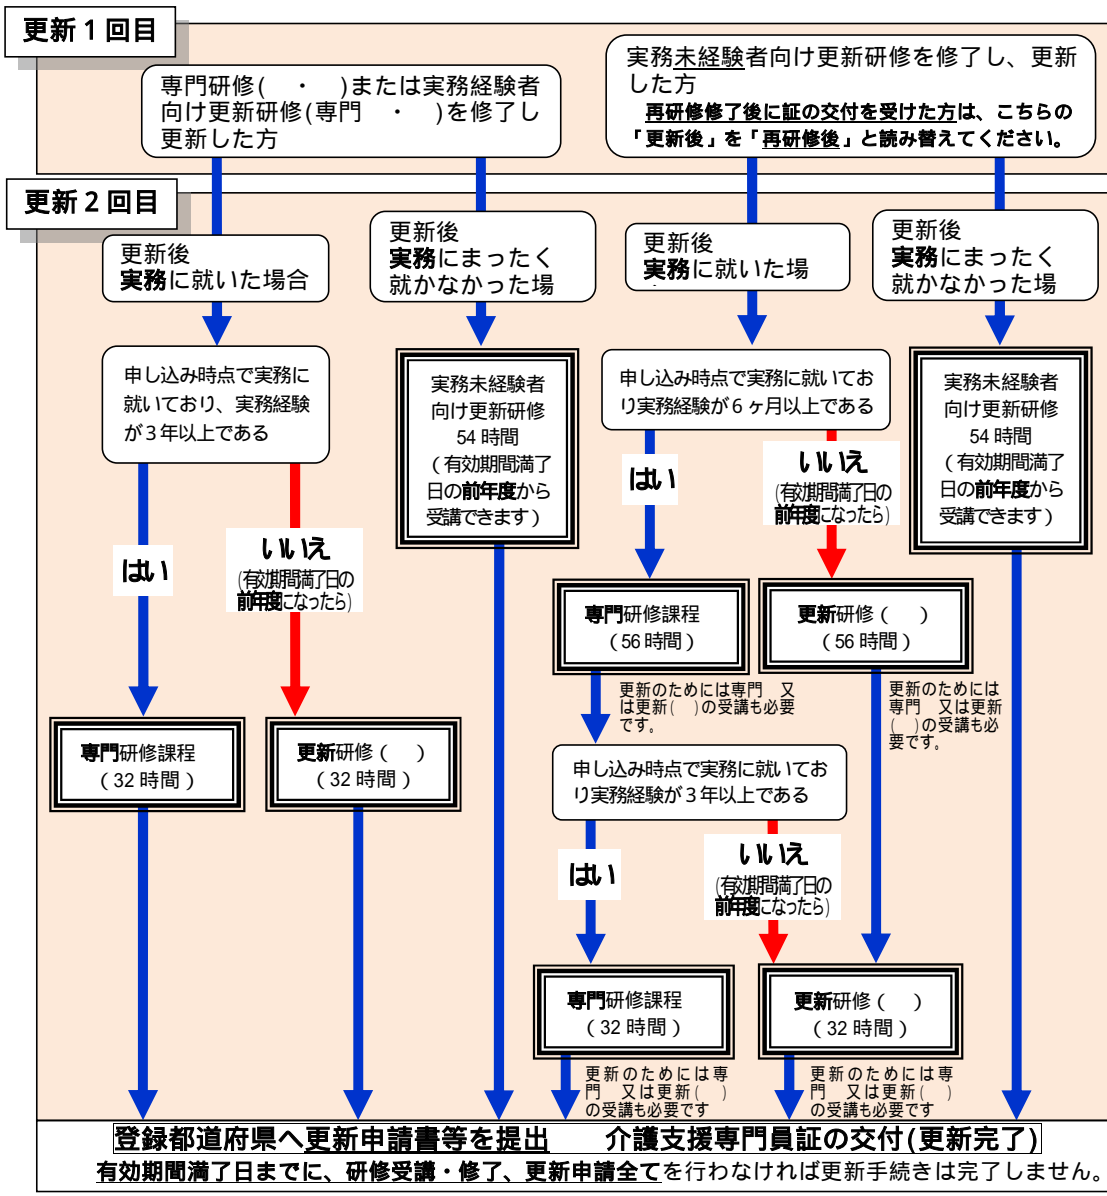 更新１回目
専門研修(　・　)または実務経験者
向け更新研修(専門　・　)を修了し
更新した方
実務未経験者向け更新研修を修了し、更新
した方
再研修修了後に証の交付を受けた方は、こちらの
「更新後」を「再研修後」と読み替えてください。
更新２回目
更新後
実務に就いた場合
更新後
実務にまったく
就かなかった場
更新後
実務に就いた場
更新後
実務にまったく
就かなかった場
申し込み時点で実務に
就いており、実務経験
が３年以上である
実務未経験者
向け更新研修
54 時間
（有効期間満了
日の前年度から
受講できます）
申し込み時点で実務に就いてお
り実務経験が６ヶ月以上である
実務未経験者
向け更新研修
54 時間
（有効期間満了
日の前年度から
受講できます）
はい
いいえ
(有効期間満了日の
前年度になったら)
はい
いいえ
(有効期間満了日の
前年度になったら)
専門研修課程
（56 時間）
更新研修（　）
（56 時間）
更新のためには専門　又
は更新(　)の受講も必要
です。
更新のためには
専門　又は更新
(　)の受講も必
要です。
専門研修課程
（32 時間）
更新研修（　）
（32 時間）
申し込み時点で実務に就いてお
り実務経験が３年以上である
はい
いいえ
(有効期間満了日の
前年度になったら)
専門研修課程
（32 時間）
更新研修（　）
（32 時間）
更新のためには専
門　又は更新(　)
の受講も必要です
更新のためには専
門　又は更新(　)
の受講も必要です
登録都道府県へ更新申請書等を提出　　介護支援専門員証の交付(更新完了)
有効期間満了日までに、研修受講・修了、更新申請全てを行わなければ更新手続きは完了しません。